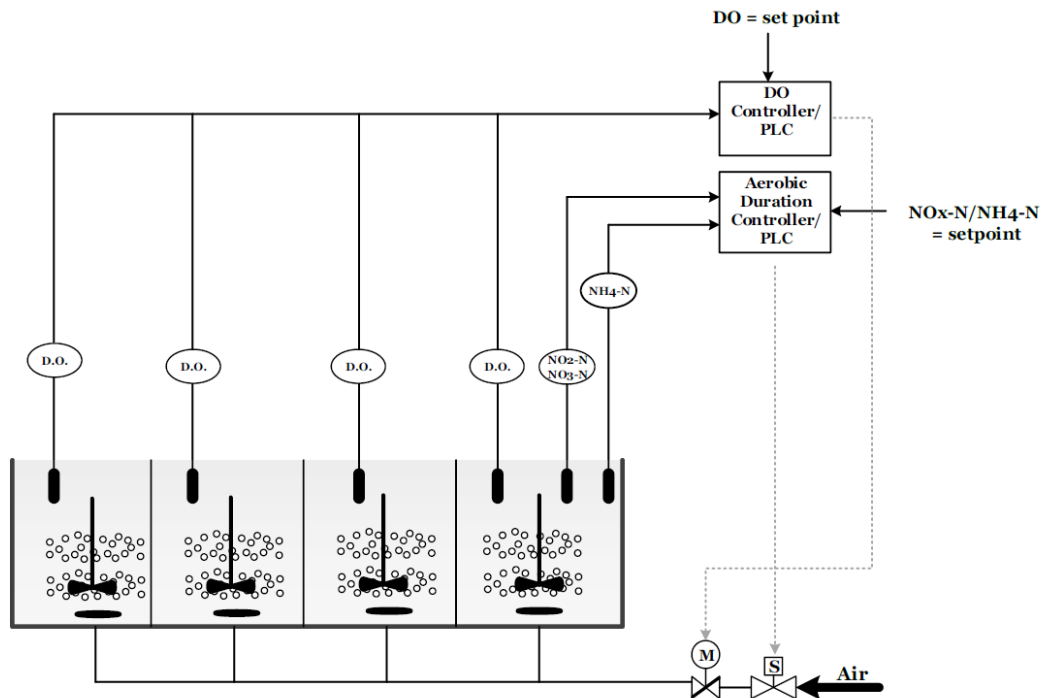 DO = set point
DO
Controller/
PLC
Aerobic
Duration
Controller/
PLC
NOx-N/NH4-N
= setpoint
NH4-N
D.O.
D.O.
D.O.
D.O.
NO2-N
NO3-N
M
S
Air